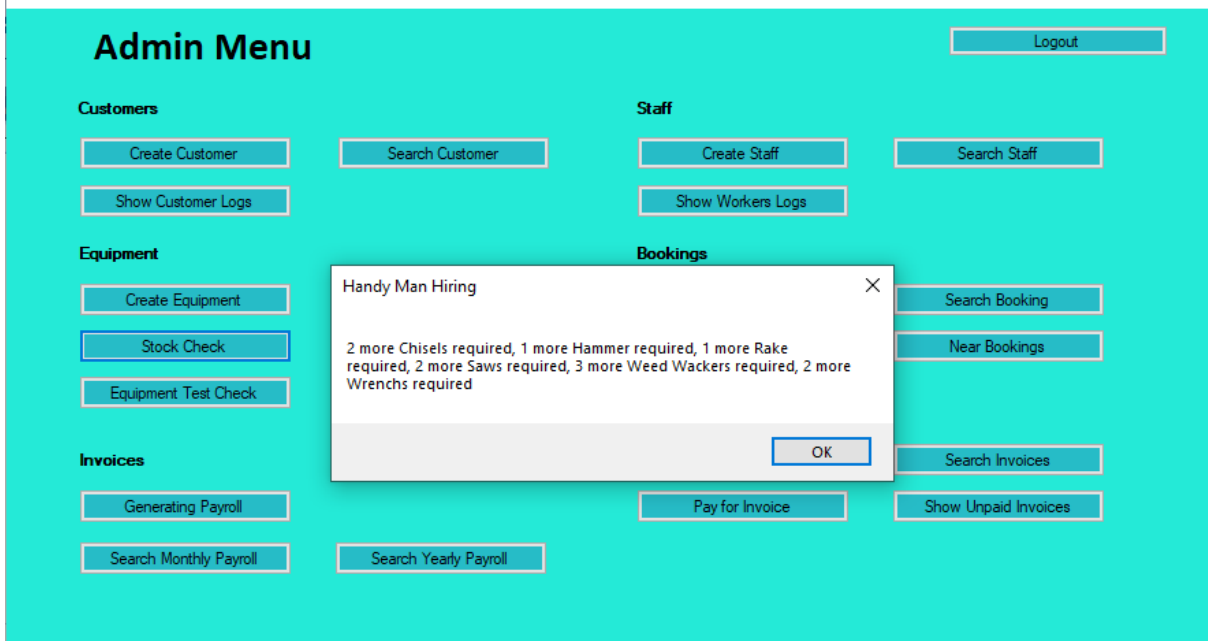 Admin Menu
Logout
Customers
Staff
Create Customer
Search Customer
Create Staff
Search Staff
Show Customer Logs
Show Workers Logs
Equipment
Bookings
Handy Man Hiring
Create Equipment
Search Booking
2 more Chisels required, 1 more Hammer required, 1 more Rake
required, 2 more Saws required, 3 more Weed Wackers required, 2 more
Wrenchs required
Stock Check
Near Bookings
Equipment Test Check
OK
Invoices
Search Invoices
Generating Payroll
Pay for Invoice
Show Unpaid Invoices
Search Monthly Payroll
Search Yearly Payroll